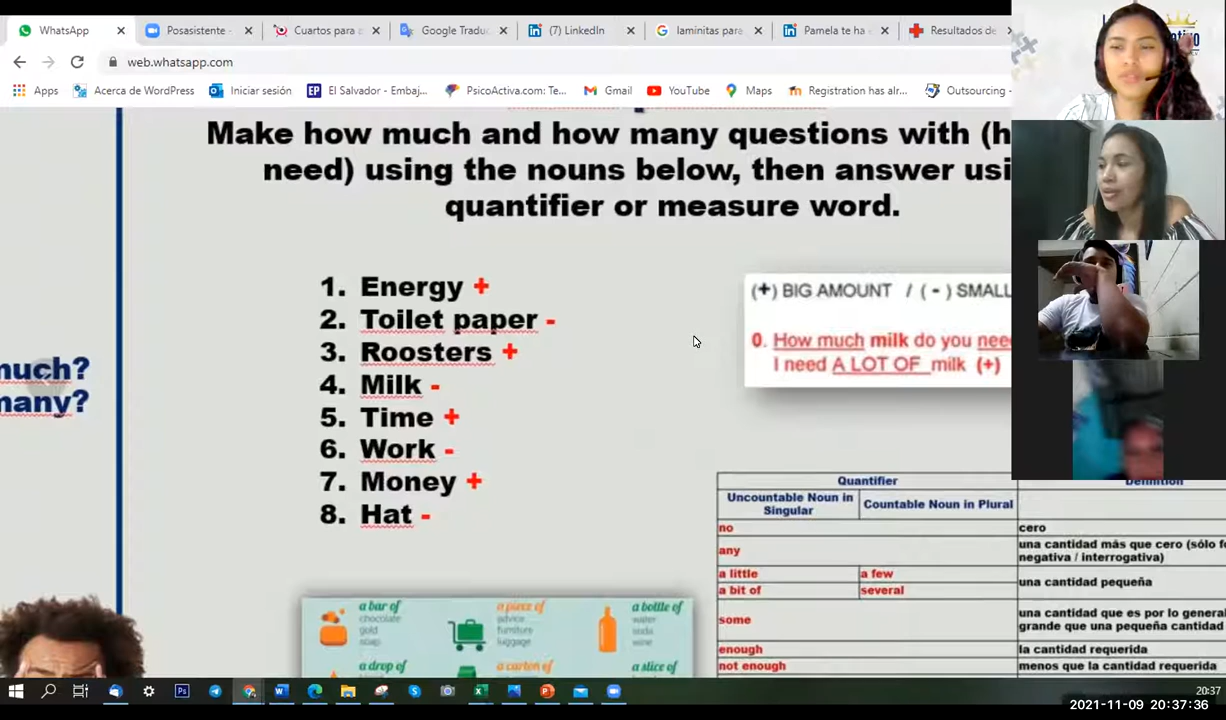 WhatsApp
Posasistente -
Cuartos para
Google Traduc
(7) LinkedIn
laminitas para
Pamela te ha e
Resultados de
web.whatsapp.com
Apps
Acerca de WordPress
Iniciar sesión
El Salvador - Embaj...
PsicoActiva.com: Te...
Gmail
YouTube
Maps
Registration has alr...
Outsourcing -
Make how much and how many questions with (h
need) using the nouns below, then answer usi
quantifier or measure word.
1. Energy +
2. Toilet paper -
3. Roosters +
4. Milk -
5. Time +
6. Work -
7. Money +
8. Hat -
much?
many?
(+) BIG AMOUNT / ( - ) SMALL
0. How much milk do you nee
I need A LOT OF milk (+)
Quantifier
Definition
Uncountable Noun in
Singular
Countable Noun in Plural
no
cero
any
una cantidad más que cero (sólo f
negativa / interrogativa)
a little
a few
una cantidad pequeña
a bit of
several
some
una cantidad que es por lo general
grande que una pequeña cantidad
enough
la cantidad requerida
not enough
menos que la cantidad requerida
a bar of
chocolate
gold
soap
a piece of
advice
furniture
luggage
a bottle of
water
soda
wine
a drop of
a carton of
a slice of
20:37
2021-11-09 20:37:36